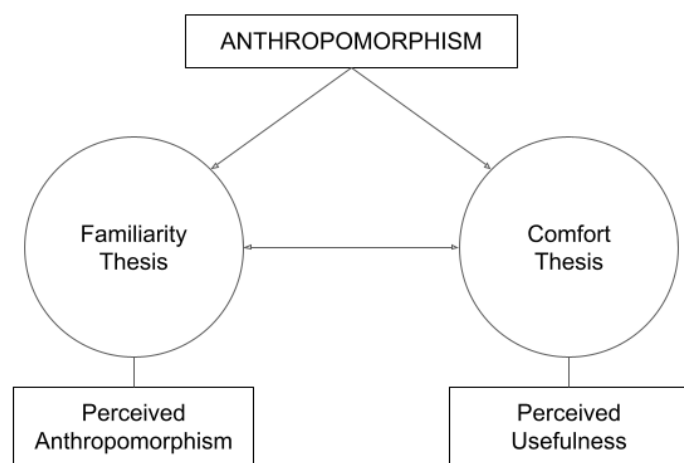 ANTHROPOMORPHISM
Familiarity
Thesis
Comfort
Thesis
Perceived
Anthropomorphism
Perceived
Usefulness